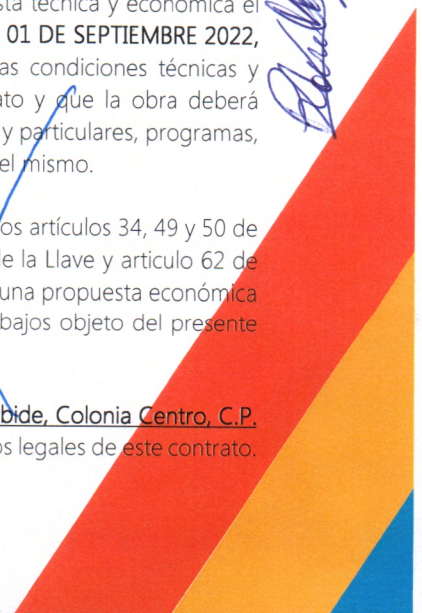 sta técnica y económica el
01 DE SEPTIEMBRE 2022,
as condiciones técnicas y
ato y que la obra deberá
y particulares, programas,
el mismo.
os artículos 34, 49 y 50 de
de la Llave y articulo 62 de
una propuesta económica
bajos objeto del presente
bide, Colonia Centro, C.P.
os legales de este contrato.